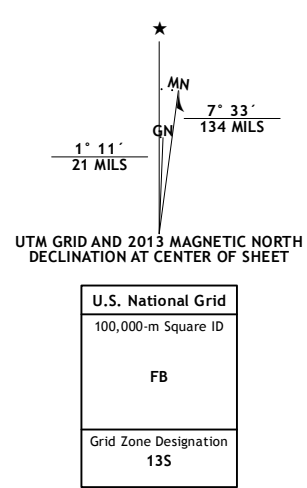 ★
MN
7° 33´
134 MILS
GN
1° 11´
21 MILS
UTM GRID AND 2013 MAGNETIC NORTH
DECLINATION AT CENTER OF SHEET
U.S. National Grid
100,000-m Square ID
FB
Grid Zone Designation
13S